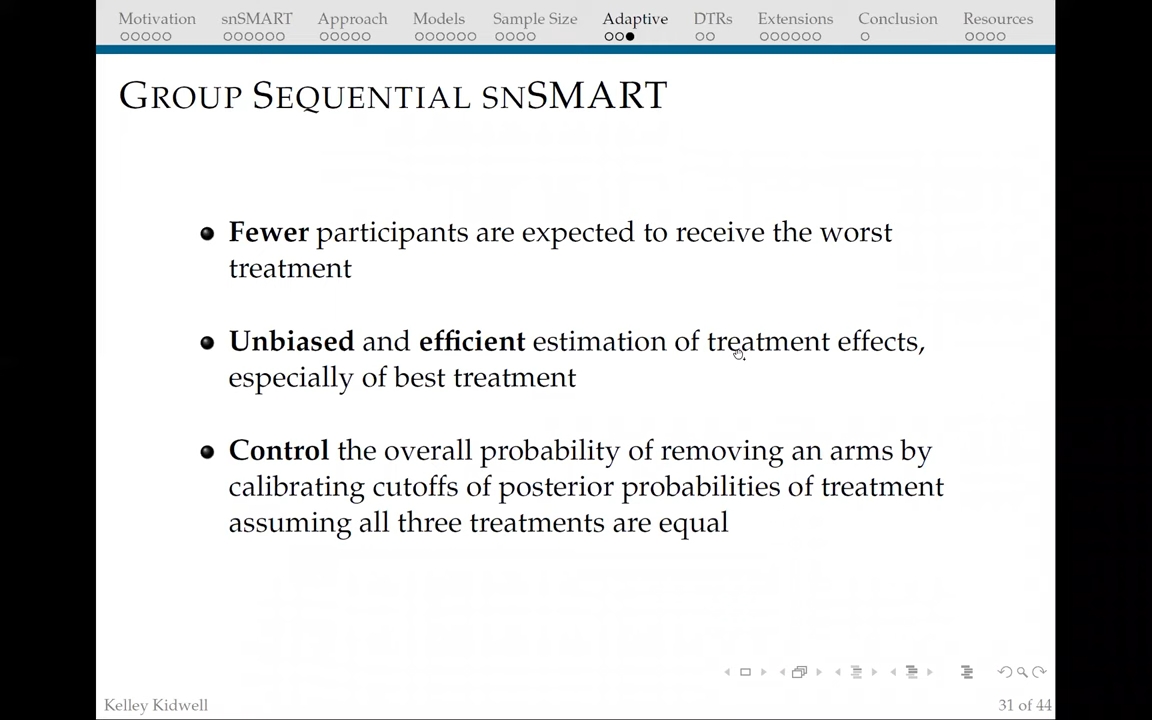 Motivation snSMART Approach Models Sample Size Adaptive DTRs Extensions Conclusion Resources
GROUP SEQUENTIAL SNSMART
Fewer participants are expected to receive the worst
treatment
Unbiased and efficient estimation of treatment effects,
especially of best treatment
Control the overall probability of removing an arms by
calibrating cutoffs of posterior probabilities of treatment
assuming all three treatments are equal
Kelley Kidwell 31 of 44